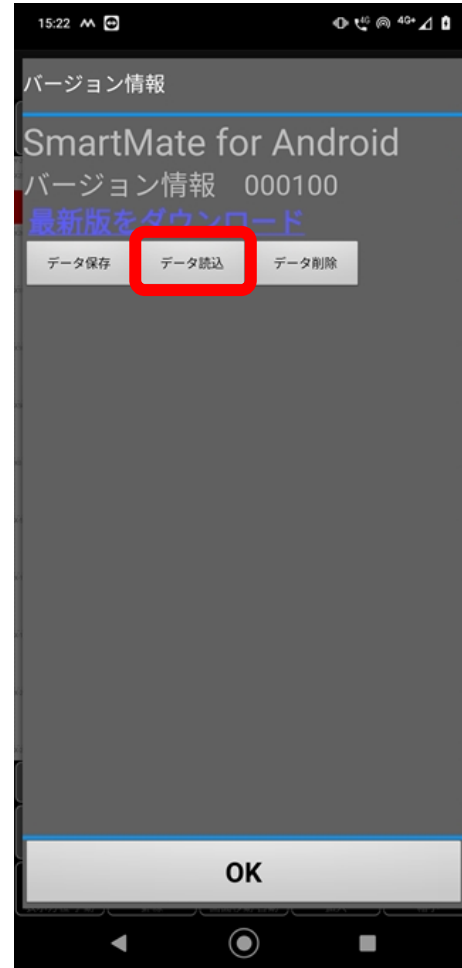 15:22 4G 4G+
バージョン情報
SmartMate for Android
バージョン情報 000100
最新版をダウンロード
データ保存 データ読込 データ削除
OK